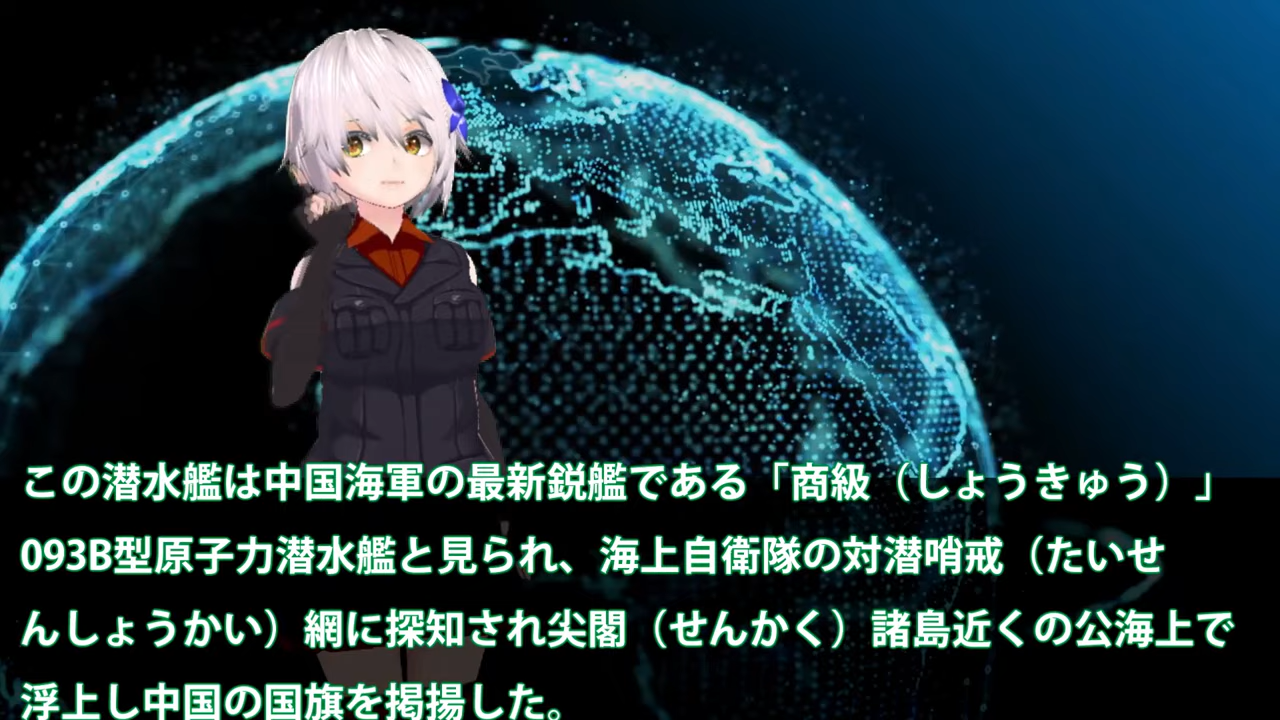 この潜水艦は中国海軍の最新鋭艦である「商級（しょうきゅう）」
093B型原子力潜水艦と見られ、海上自衛隊の対潜哨戒（たいせ
んしょうかい）網に探知され尖閣（せんかく）諸島近くの公海上で
浮上し中国の国旗を掲揚した。